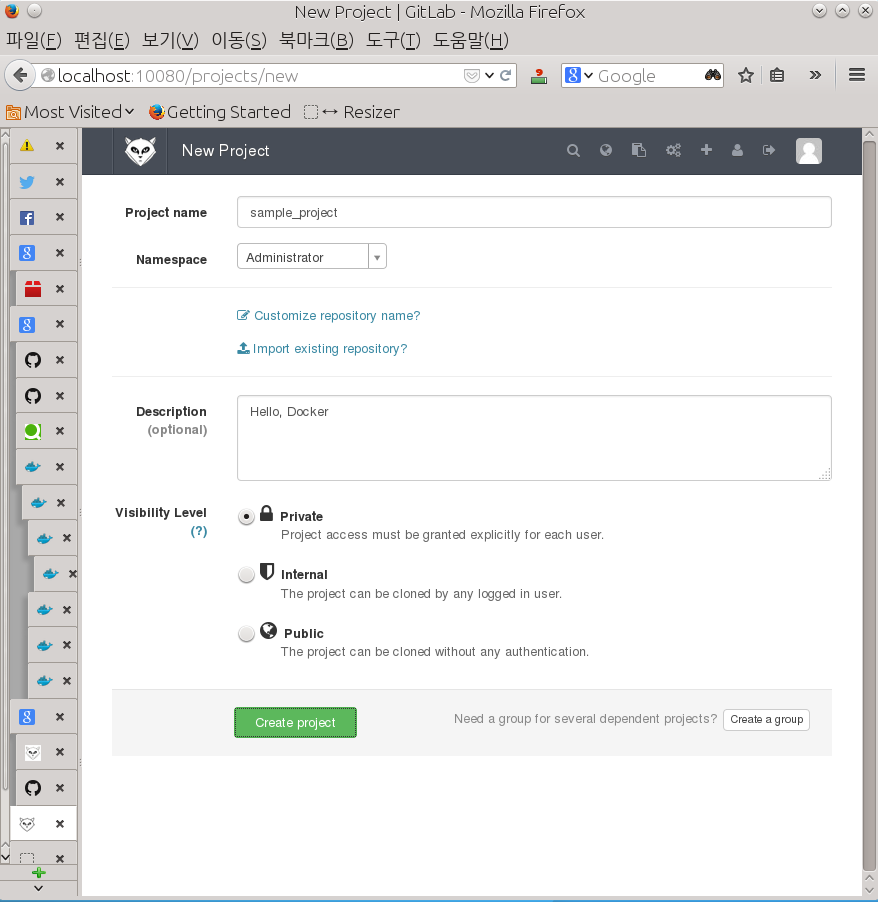 New Project | GitLab - Mozilla Firefox
파일(F) 편집(E) 보기(V) 이동(S) 북마크(B) 도구(T) 도움말(H)
localhost:10080/projects/new
Google
Most Visited
Getting Started
Resizer
New Project
Project name
sample_project
Namespace
Administrator
Customize repository name?
Import existing repository?
Description
(optional)
Hello, Docker
Visibility Level
(?)
Private
Project access must be granted explicitly for each user.
Internal
The project can be cloned by any logged in user.
Public
The project can be cloned without any authentication.
Create project
Need a group for several dependent projects?
Create a group